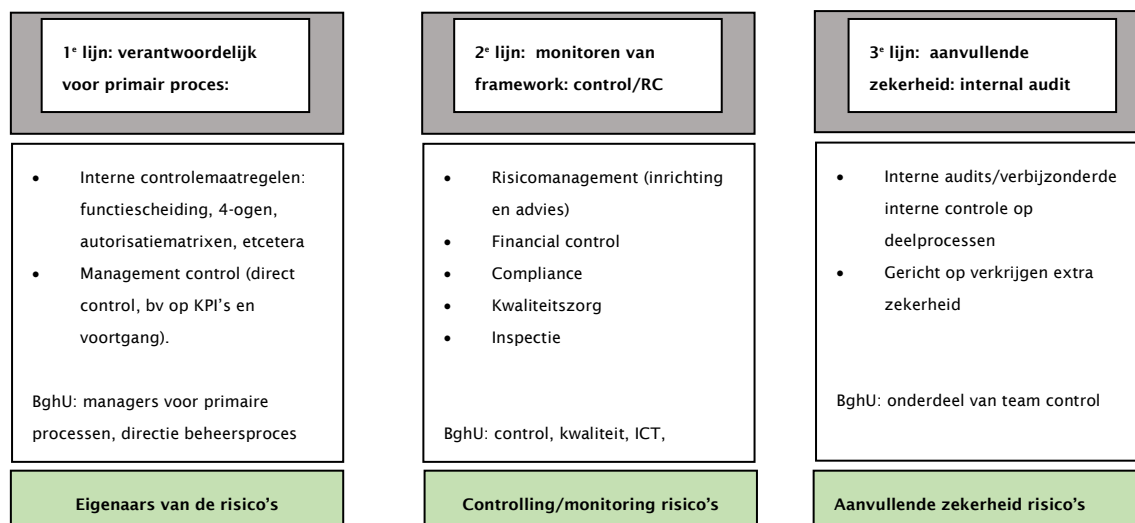 1e lijn: verantwoordelijk
voor primair proces:
• Interne controlemaatregelen:
functiescheiding, 4-ogen,
autorisatiematrixen, etcetera
• Management control (direct
control, bv op KPI's en
voortgang).
BghU: managers voor primaire
processen, directie beheersproces
Eigenaars van de risico's
2e lijn: monitoren van
framework: control/RC
• Risicomanagement (inrichting
en advies)
• Financial control
• Compliance
• Kwaliteitszorg
• Inspectie
BghU: control, kwaliteit, ICT,
Controlling/monitoring risico's
3e lijn: aanvullende
zekerheid: internal audit
• Interne audits/verbijzonderde
interne controle op
deelprocessen
• Gericht op verkrijgen extra
zekerheid
BghU: onderdeel van team control
Aanvullende zekerheid risico's